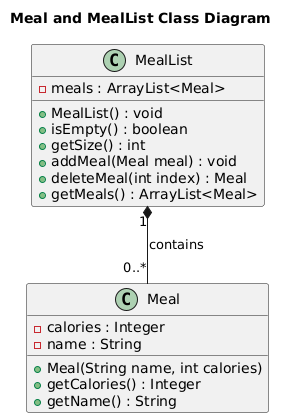 Meal and MealList Class Diagram
C MealList
meals : ArrayList<Meal>
MealList() : void
isEmpty() : boolean
getSize() : int
addMeal(Meal meal) : void
deleteMeal(int index) : Meal
getMeals() : ArrayList<Meal>
1
contains
0..*
C Meal
calories : Integer
name : String
Meal(String name, int calories)
getCalories() : Integer
getName() : String